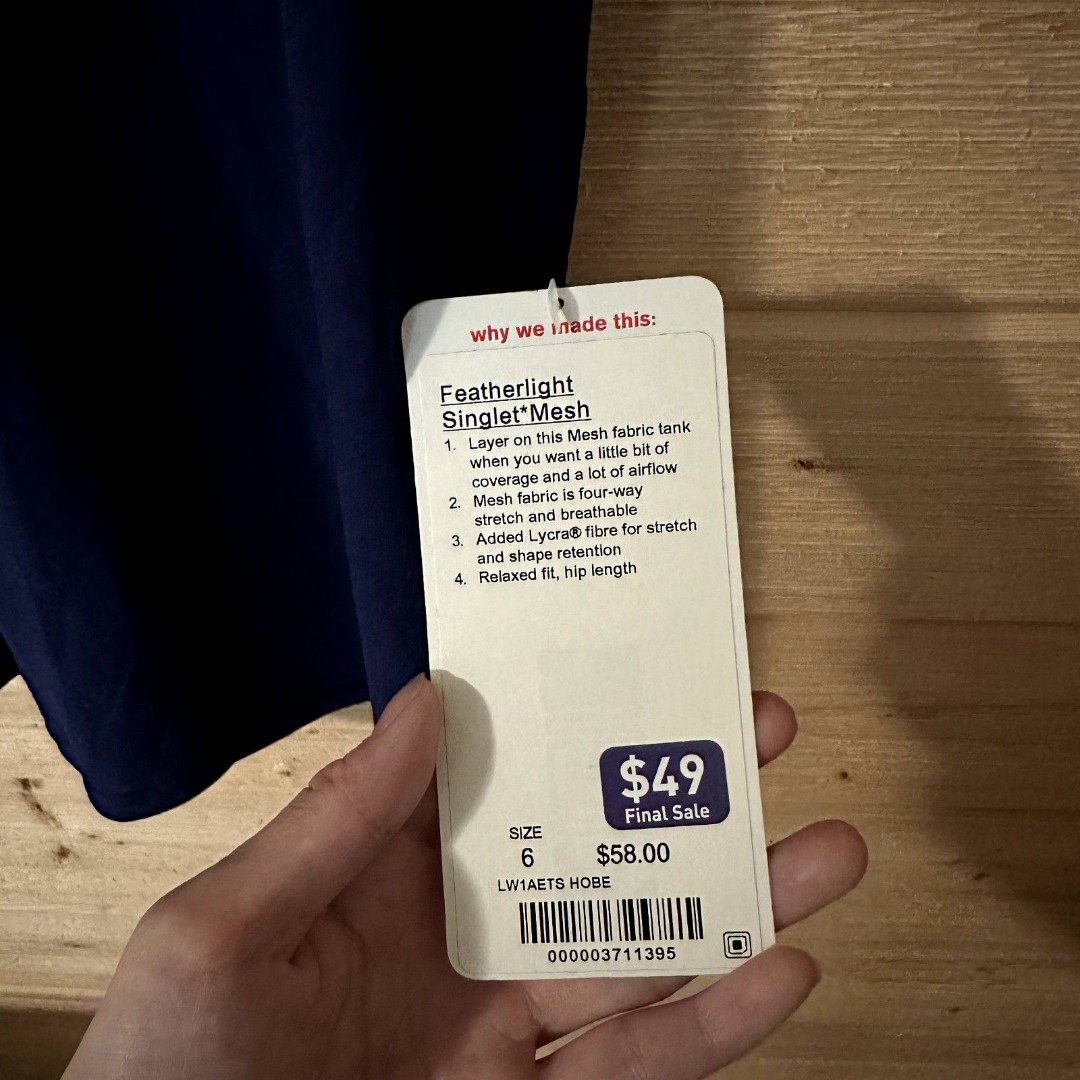 why we made this:
Featherlight
Singlet*Mesh
1. Layer on this Mesh fabric tank
when you want a little bit of
coverage and a lot of airflow
2. Mesh fabric is four-way
stretch and breathable
3. Added Lycra® fibre for stretch
and shape retention
4. Relaxed fit, hip length
$49
Final Sale
SIZE
6 $58.00
LW1AETS HOBE
000003711395